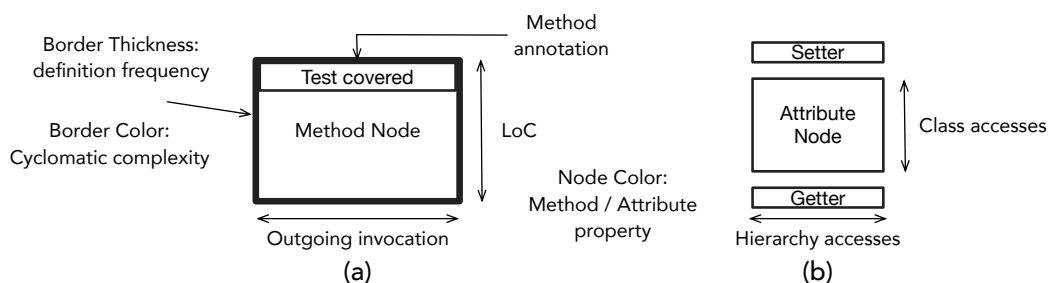 Border Thickness:
definition frequency
Border Color:
Cyclomatic complexity
Method
annotation
Test covered
Method Node
LoC
Outgoing invocation
(a)
Node Color:
Method / Attribute
property
Setter
Attribute
Node
Class accesses
Getter
Hierarchy accesses
(b)